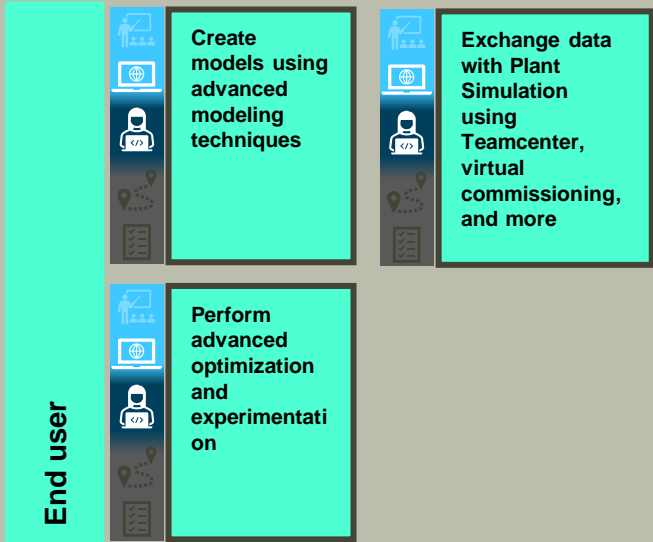 Create
models using
advanced
modeling
techniques
Exchange data
with Plant
Simulation
using
Teamcenter,
virtual
commissioning,
and more
Perform
advanced
optimization
and
experimentati
on
End user